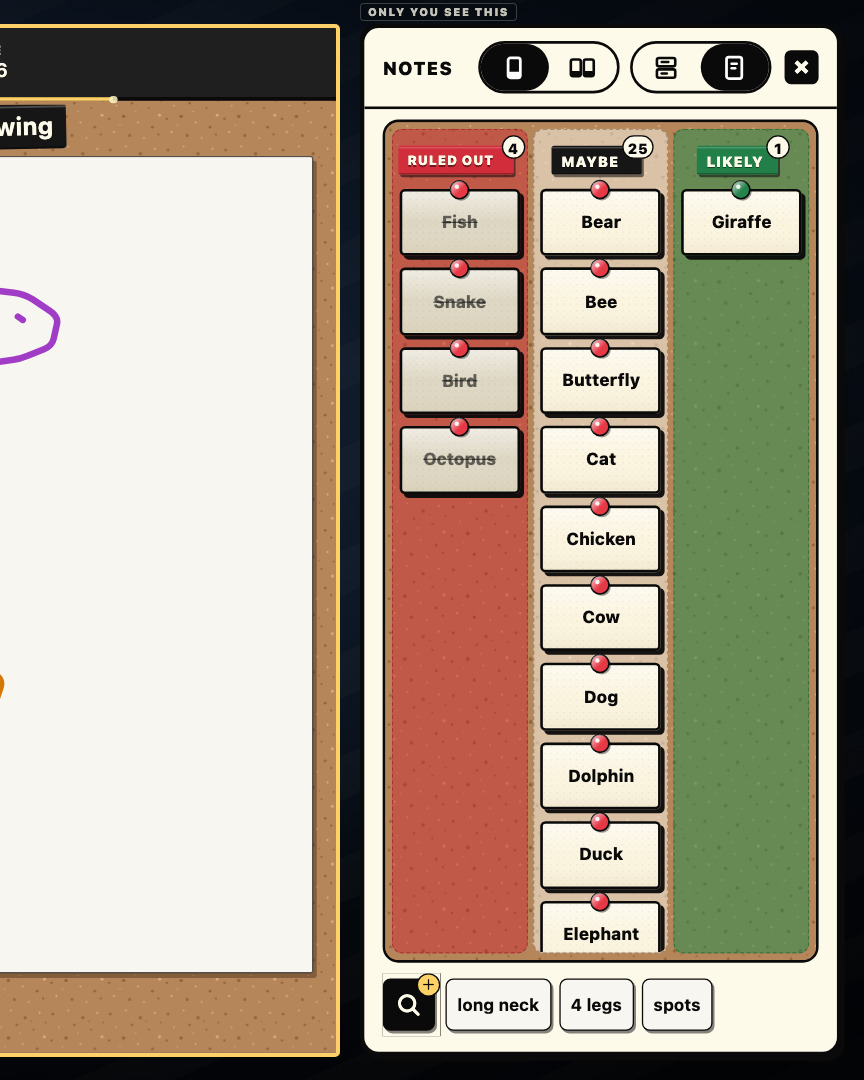 ONLY YOU SEE THIS
6
wing
NOTES
RULED OUT 4
MAYBE 25
LIKELY 1
Fish
Snake
Bird
Octopus
Bear
Bee
Butterfly
Cat
Chicken
Cow
Dog
Dolphin
Duck
Elephant
Giraffe
long neck
4 legs
spots